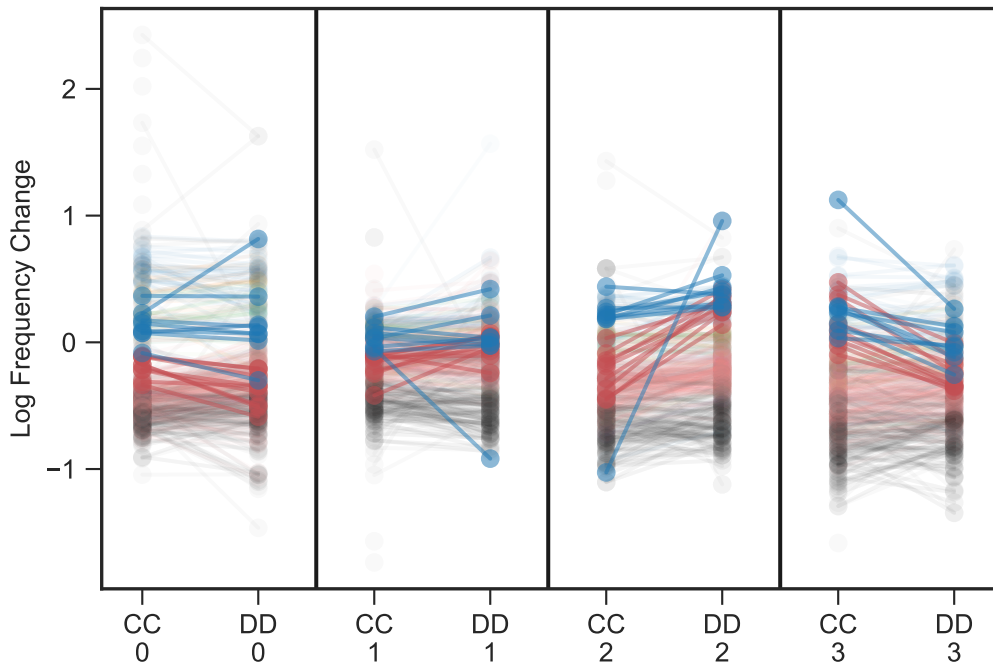 Log Frequency Change
2
1
0
−1
CC DD CC DD CC DD CC DD
0 0 1 1 2 2 3 3